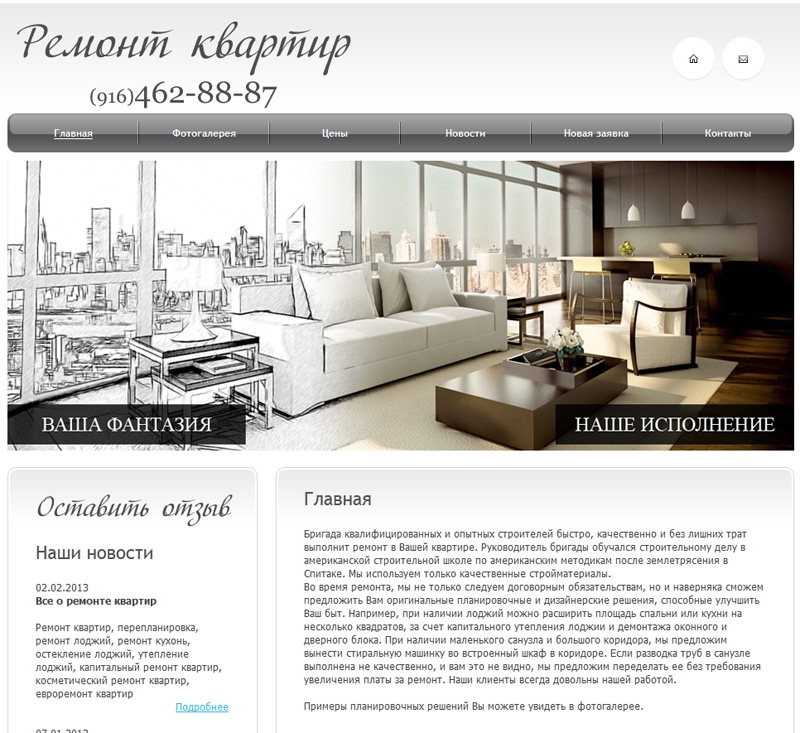 Ремонт квартир
(916)462-88-87
Главная Фотогалерея Цены Новости Новая заявка Контакты
ВАША ФАНТАЗИЯ
НАШЕ ИСПОЛНЕНИЕ
Оставить отзыв
Наши новости
02.02.2013
Все о ремонте квартир
Ремонт квартир, перепланировка,
ремонт лоджий, ремонт кухонь,
остекление лоджий, утепление
лоджий, капитальный ремонт квартир,
косметический ремонт квартир,
евроремонт квартир
Подробнее
Главная
Бригада квалифицированных и опытных строителей быстро, качественно и без лишних трат
выполнит ремонт в Вашей квартире. Руководитель бригады обучался строительному делу в
американской строительной школе по американским методикам после землетрясения в
Спитаке. Мы используем только качественные стройматериалы.
Во время ремонта, мы не только следуем договорным обязательствам, но и наверняка сможем
предложить Вам оригинальные планировочные и дизайнерские решения, способные улучшить
Ваш быт. Например, при наличии лоджий можно расширить площадь спальни или кухни на
несколько квадратов, за счет капитального утепления лоджии и демонтажа оконного и
дверного блока. При наличии маленького санузла и большого коридора, мы предложим
вынести стиральную машинку во встроенный шкаф в коридоре. Если разводка труб в санузле
выполнена не качественно, и вам это не видно, мы предложим переделать ее без требования
увеличения платы за ремонт. Наши клиенты всегда довольны нашей работой.
Примеры планировочных решений Вы можете увидеть в фотогалерее.